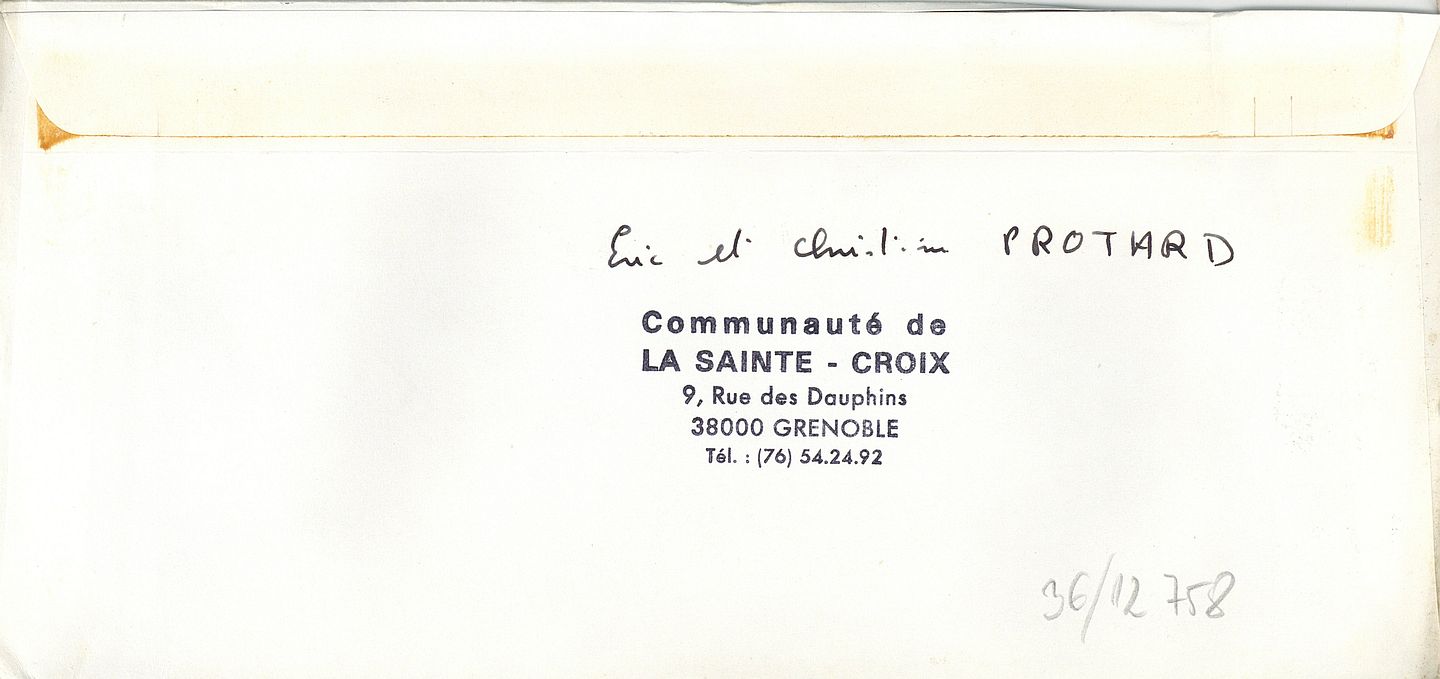 Eric et Christian PROTHARD
Communauté de
LA SAINTE - CROIX
9, Rue des Dauphins
38000 GRENOBLE
Tél. : (76) 54.24.92
36/12 758